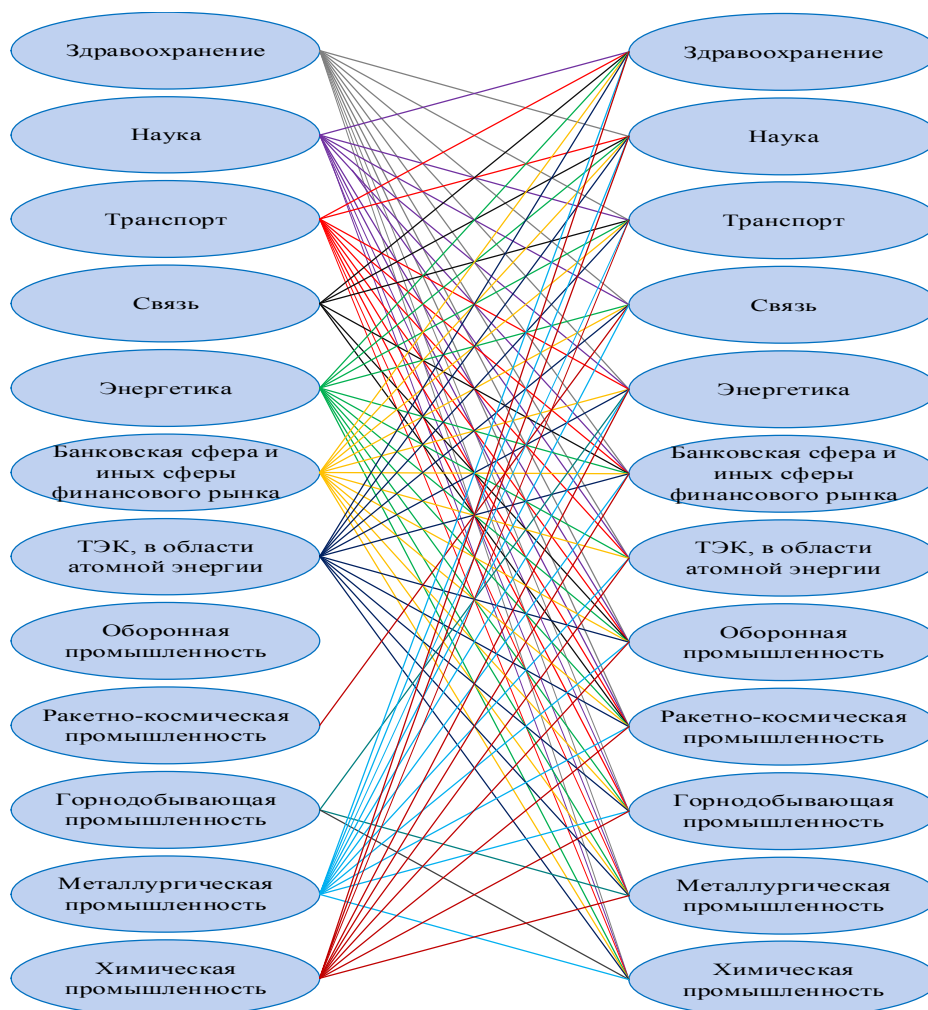 Здравоохранение
Наука
Транспорт
Связь
Энергетика
Банковская сфера и
иных сферы
финансового рынка
ТЭК, в области
атомной энергии
Оборонная
промышленность
Ракетно-космическая
промышленность
Горнодобывающая
промышленность
Металлургическая
промышленность
Химическая
промышленность
Здравоохранение
Наука
Транспорт
Связь
Энергетика
Банковская сфера и
иных сферы
финансового рынка
ТЭК, в области
атомной энергии
Оборонная
промышленность
Ракетно-космическая
промышленность
Горнодобывающая
промышленность
Металлургическая
промышленность
Химическая
промышленность